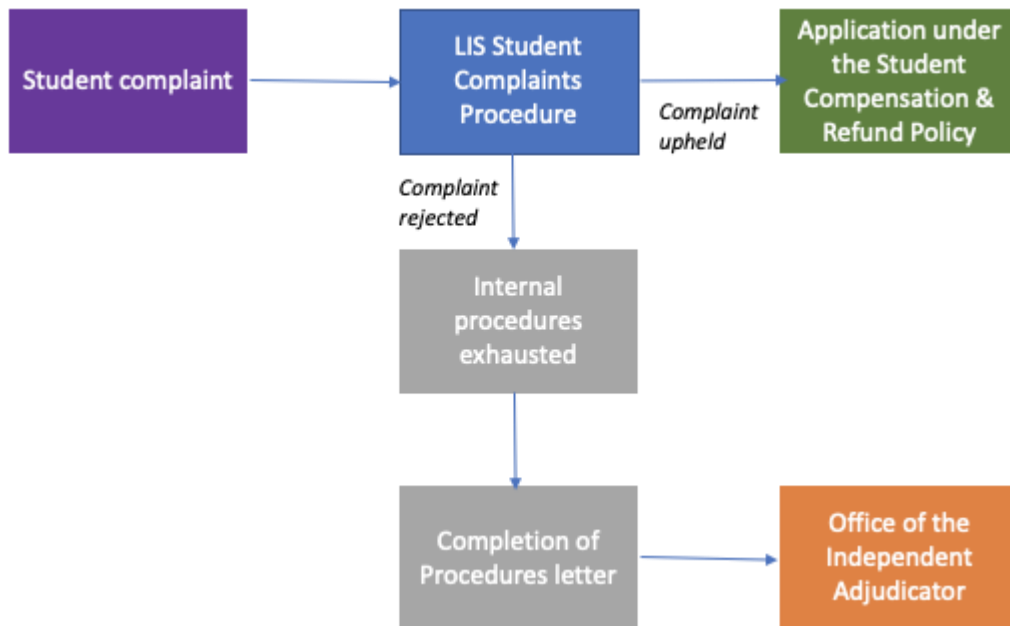 Student complaint
LIS Student
Complaints
Procedure
Complaint
upheld
Application under
the Student
Compensation &
Refund Policy
Complaint
rejected
Internal
procedures
exhausted
Completion of
Procedures letter
Office of the
Independent
Adjudicator